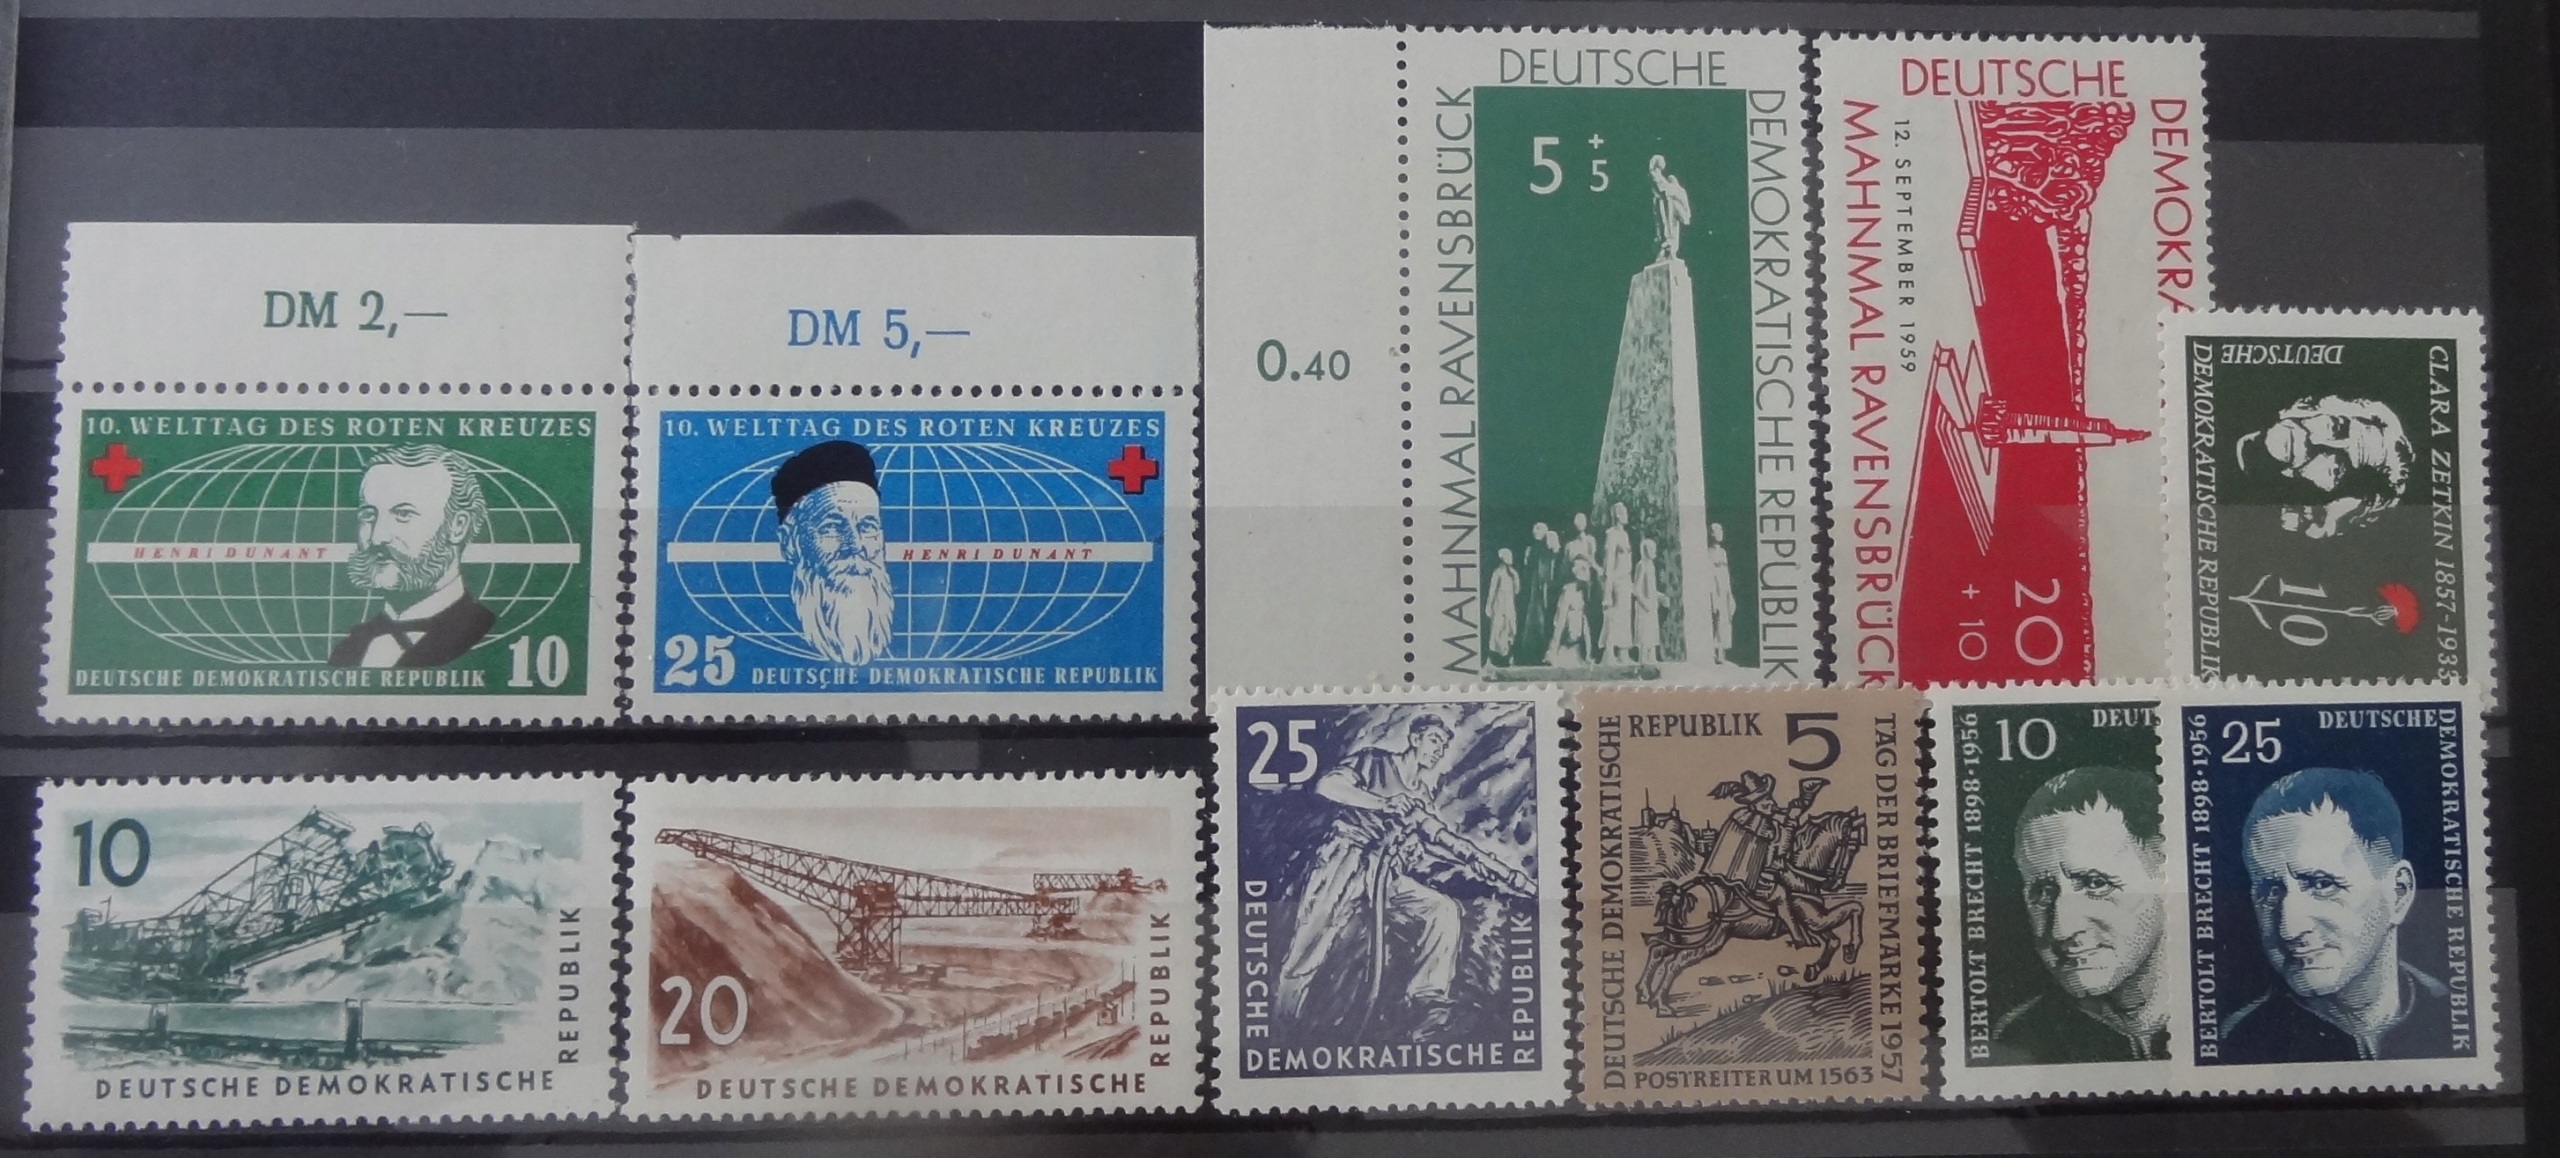 DM 2,—
10. WELTTAG DES ROTEN KREUZES
HENRI DUNANT
DEUTSCHE DEMOKRATISCHE REPUBLIK 10
DM 5,—
10. WELTTAG DES ROTEN KREUZES
HENRI DUNANT
25 DEUTSCHE DEMOKRATISCHE REPUBLIK
0.40
MAHNMAL RAVENSBRÜCK
DEUTSCHE
DEMOKRATISCHE REPUBLIK
5 + 5
DEUTSCHE
DEMOKRA
12. SEPTEMBER 1959
MAHNMAL RAVENSBRÜCK
20 + 10
CLARA ZETKIN 1857-1933
DEUTSCHE
DEMOKRATISCHE REPUBLIK
10
10
DEUTSCHE DEMOKRATISCHE
REPUBLIK
20
DEUTSCHE DEMOKRATISCHE
REPUBLIK
25
DEUTSCHE
DEMOKRATISCHE
REPUBLIK
DEUTSCHE DEMOKRATISCHE
REPUBLIK 5
TAG DER BRIEFMARKE 1957
POSTREITER UM 1563
BERTOLT BRECHT 1898·1956
10 DEUT
BERTOLT BRECHT 1898·1956
25 DEUTSCHE
DEMOKRATISCHE REPUBLIK